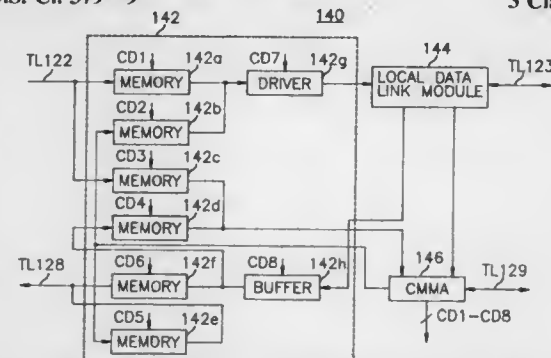 142
140
CD1
142a
CD7
142g
144
TL122
MEMORY
DRIVER
LOCAL DATA
LINK MODULE
TL123
CD2
142b
MEMORY
CD3
142c
MEMORY
CD4
142d
MEMORY
TL128
CD6
142f
CD8
142h
146
TL129
MEMORY
BUFFER
CMMA
CD5
142e
CD1-CD8
MEMORY